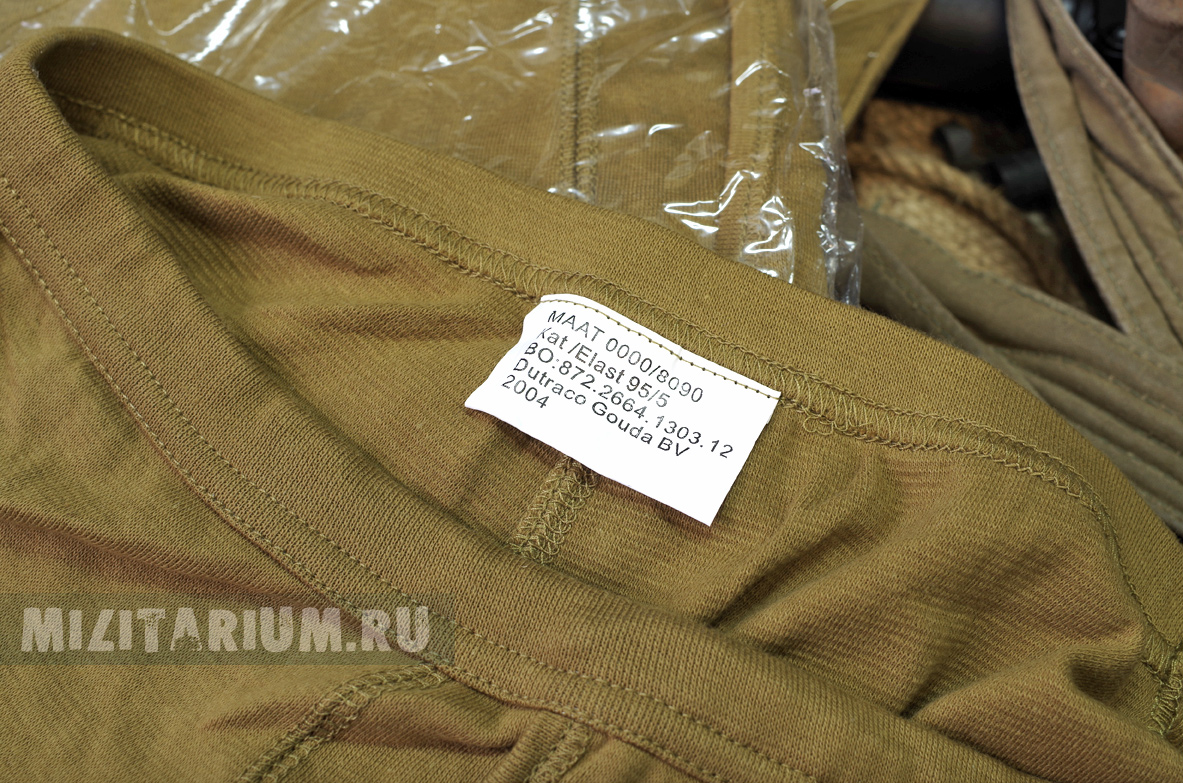 MAAT 0000/8090
Kat /Elast 95/5
BO:872.2664.1303.12
Dutraco Gouda BV
2004
MILITARIUM.RU